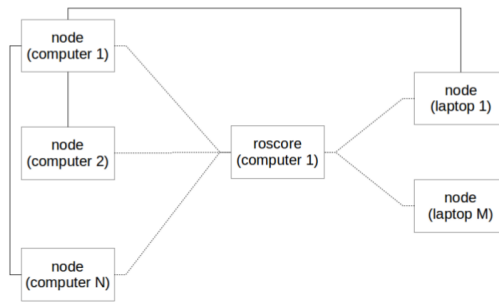 node
(computer 1)
node
(computer 2)
node
(computer N)
roscore
(computer 1)
node
(laptop 1)
node
(laptop M)